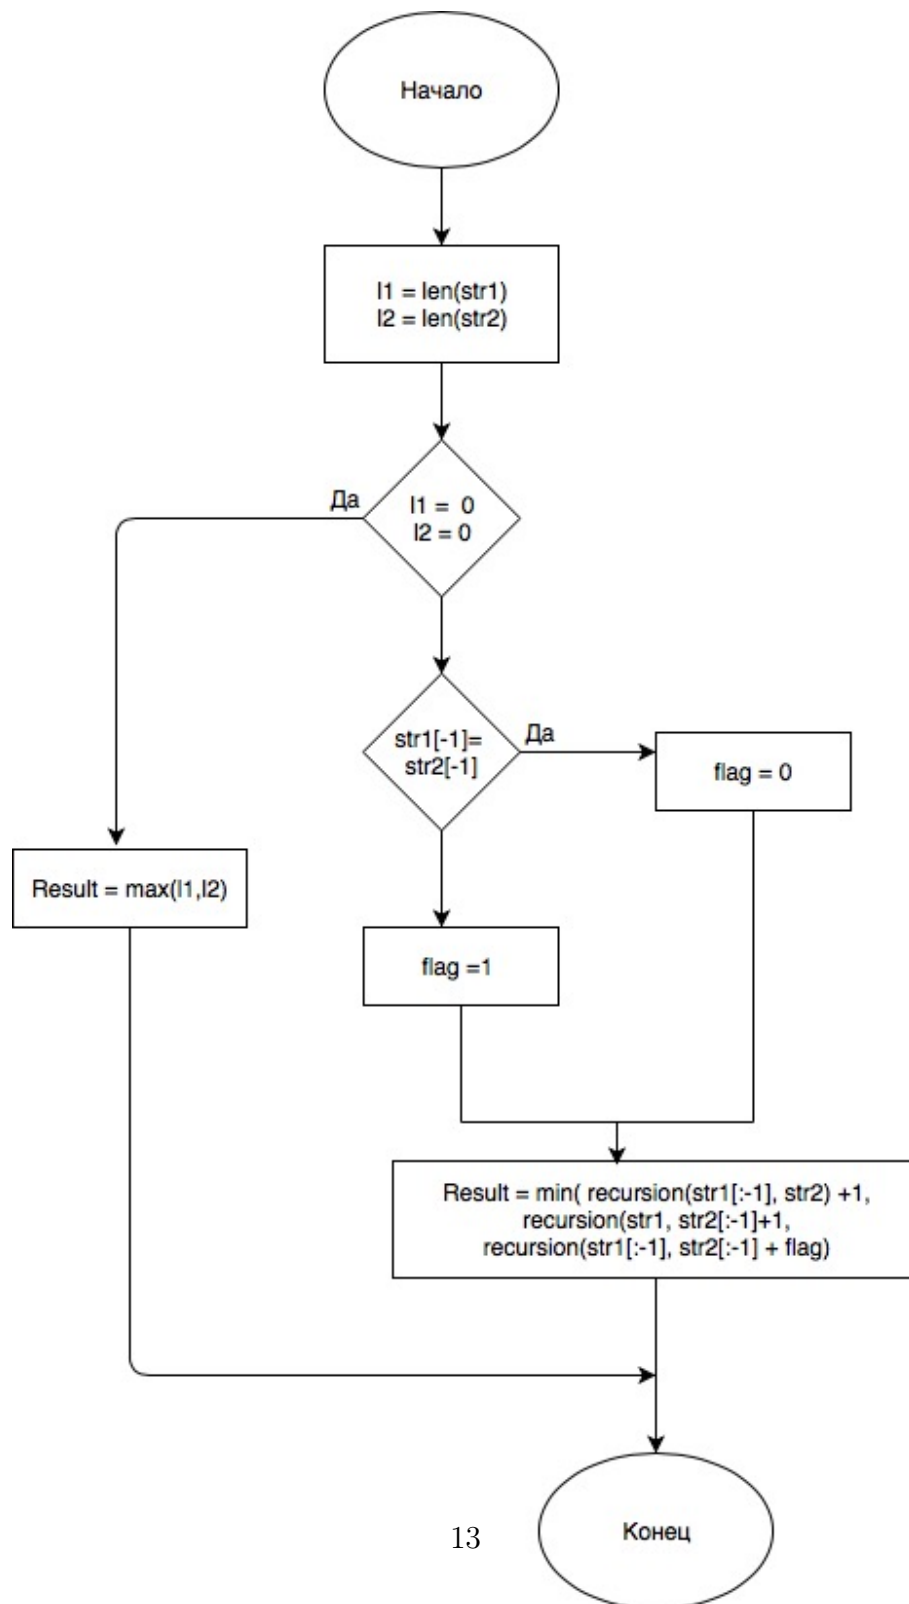 Начало
l1 = len(str1)
l2 = len(str2)
Да
l1 = 0
l2 = 0
str1[-1]=
str2[-1]
Да
flag = 0
Result = max(l1,l2)
flag =1
Result = min( recursion(str1[:-1], str2) +1,
recursion(str1, str2[:-1]+1,
recursion(str1[:-1], str2[:-1] + flag)
13
Конец